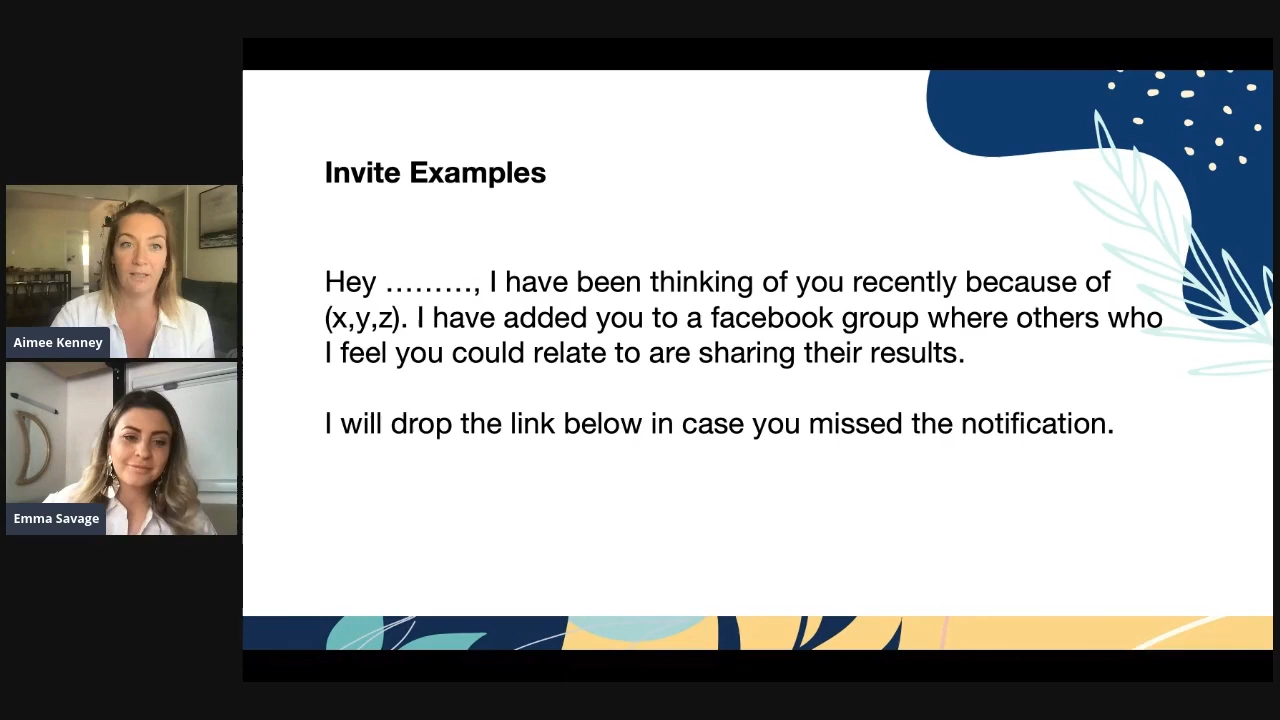 Invite Examples
Hey ………, I have been thinking of you recently because of
(x,y,z). I have added you to a facebook group where others who
I feel you could relate to are sharing their results.
I will drop the link below in case you missed the notification.
Aimee Kenney
Emma Savage